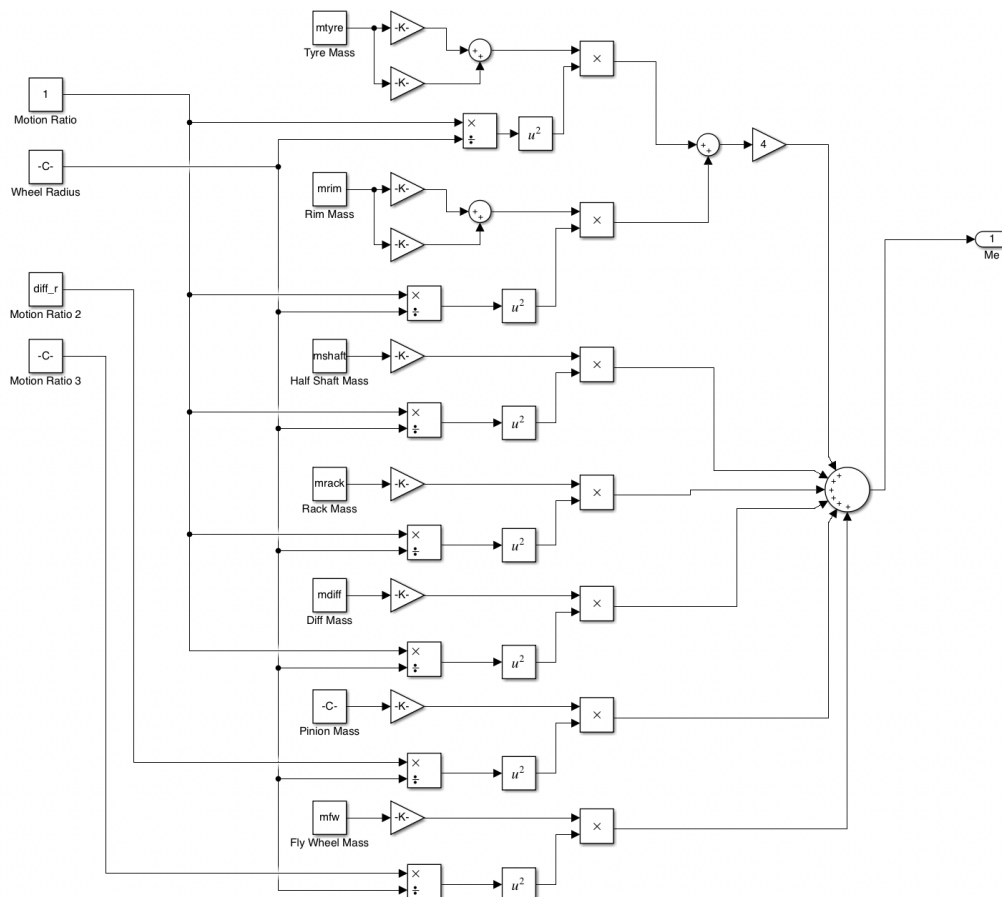 mtyre
-K-
Tyre Mass
+
+
×
-K-
1
Motion Ratio
×
÷
u²
+
+
4
-C-
Wheel Radius
mrim
-K-
Rim Mass
+
+
×
-K-
1
Me
diff_r
Motion Ratio 2
×
÷
u²
-C-
Motion Ratio 3
mshaft
-K-
Half Shaft Mass
×
×
÷
u²
mrack
-K-
Rack Mass
×
+
+
+
+
+
+
×
÷
u²
mdiff
-K-
Diff Mass
×
×
÷
u²
-C-
-K-
Pinion Mass
×
×
÷
u²
mfw
-K-
Fly Wheel Mass
×
×
÷
u²